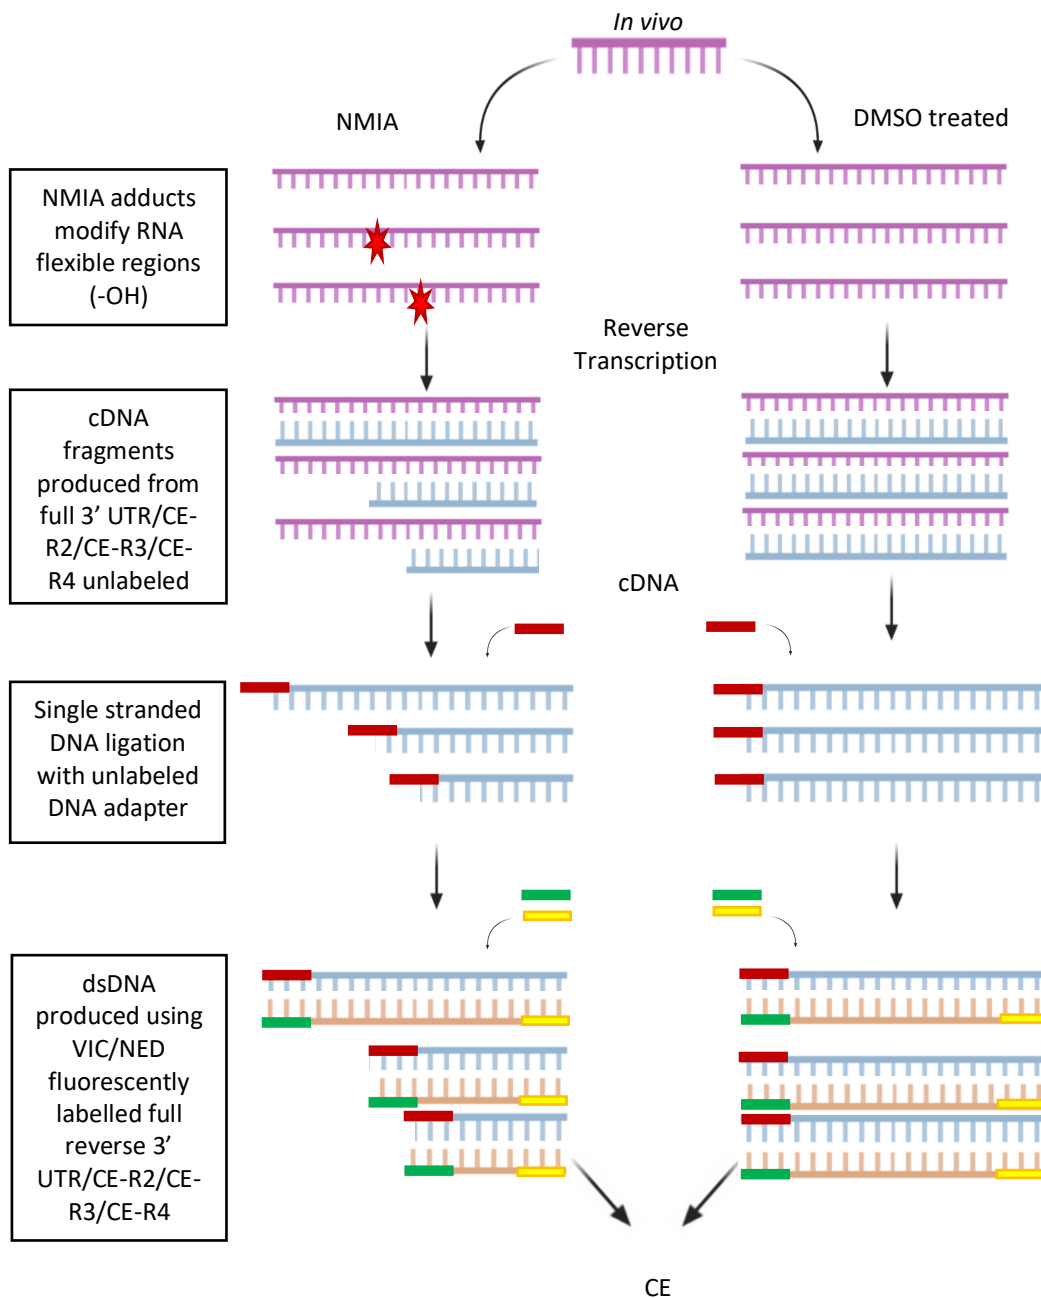 In vivo
NMIA
DMSO treated
NMIA adducts
modify RNA
flexible regions
(-OH)
Reverse
Transcription
cDNA
fragments
produced from
full 3’ UTR/CE-
R2/CE-R3/CE-
R4 unlabeled
cDNA
Single stranded
DNA ligation
with unlabeled
DNA adapter
dsDNA
produced using
VIC/NED
fluorescently
labelled full
reverse 3’
UTR/CE-R2/CE-
R3/CE-R4
CE